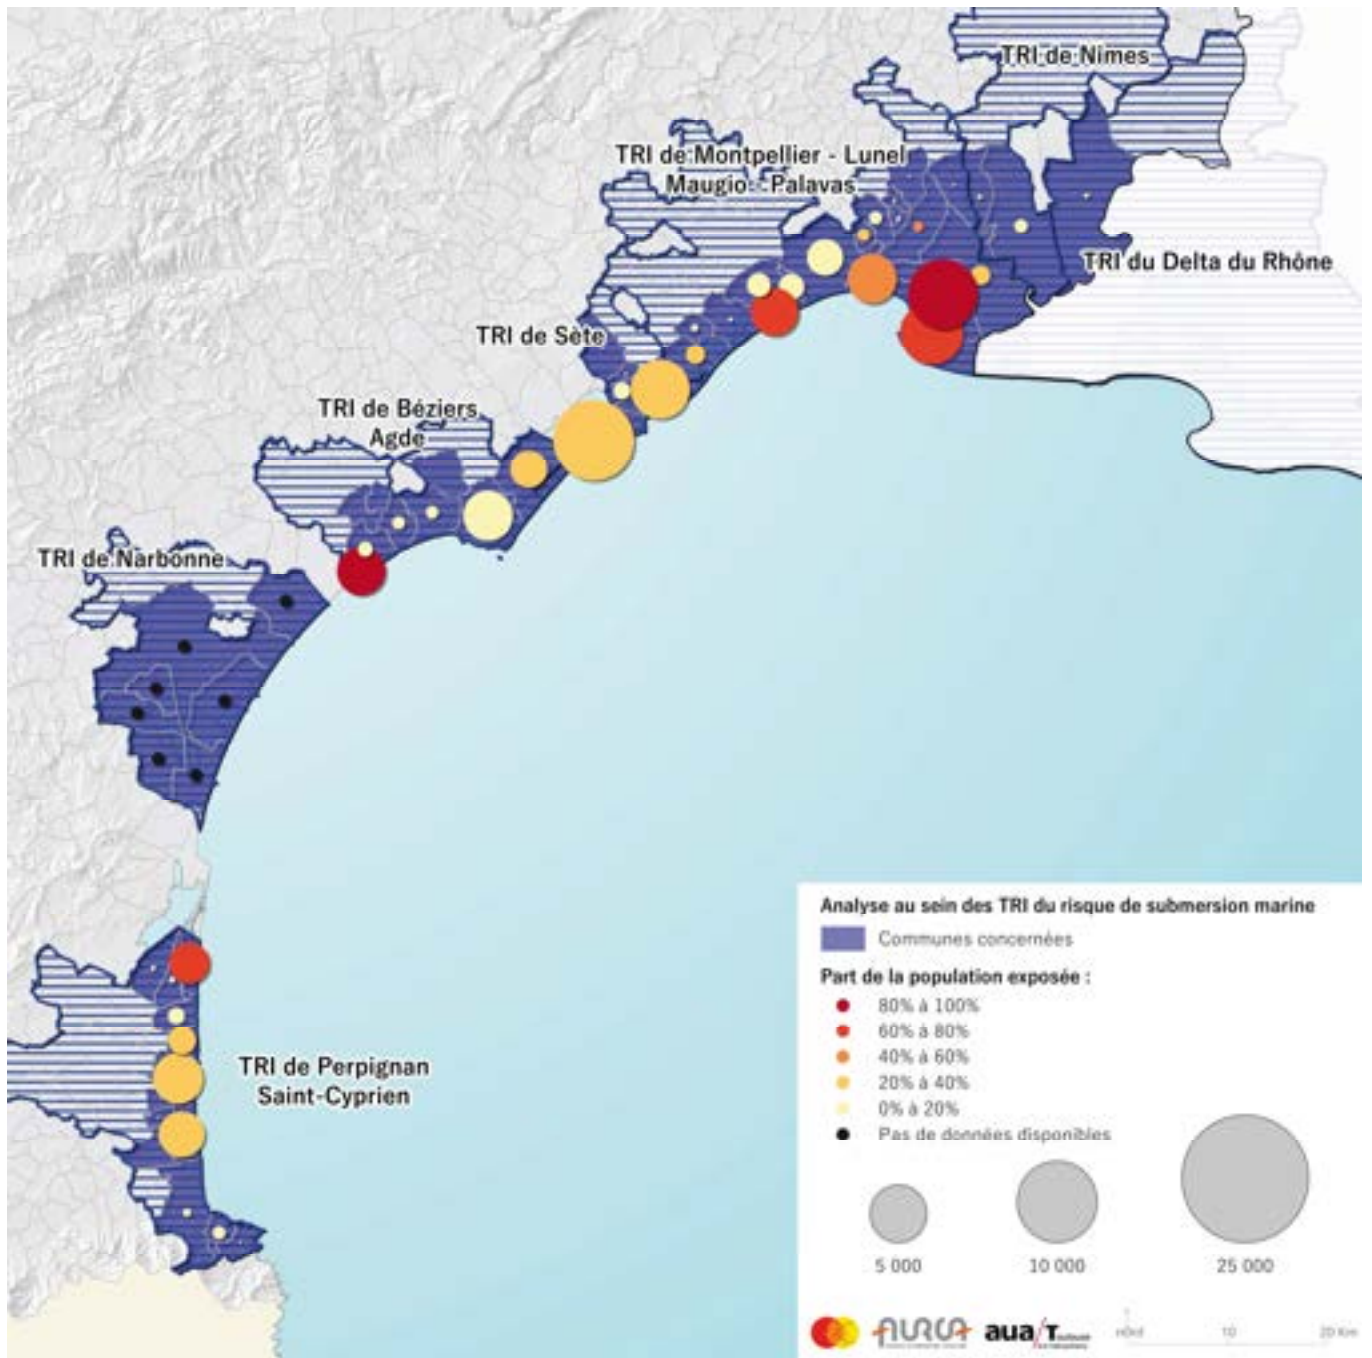 TRI de Nîmes
TRI de Montpellier - Lunel
Maugio - Palavas
TRI du Delta du Rhône
TRI de Sète
TRI de Béziers
Agde
TRI de Narbonne
TRI de Perpignan
Saint-Cyprien
Analyse au sein des TRI du risque de submersion marine
Communes concernées
Part de la population exposée :
80% à 100%
60% à 80%
40% à 60%
20% à 40%
0% à 20%
Pas de données disponibles
5 000
10 000
25 000
AURCA
aua/T
nord
10
20 Km